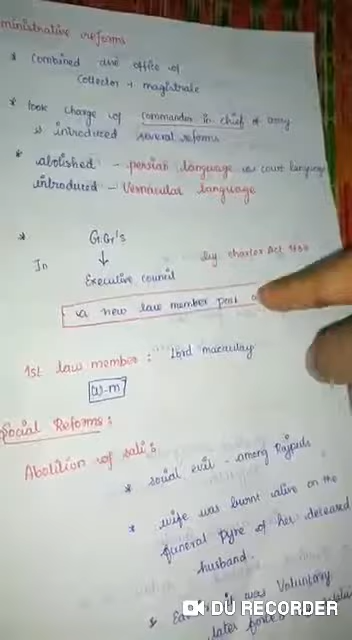 ministrative reforms
* Combined the office of
Collector + magistrate
* took charge of commander in chief of army
& introduced several reforms
* abolished - persian language as court language
introduced - Vernacular language
* G.G's
↓
In Executive council by charter Act
a new law member post
1st law member : Lord macaulay
W-M
Social Reforms :
Abolition of sati :
* social evil - among Rajputs
* wife was burnt alive on the
funeral pyre of her deceased
husband.
* it was Voluntary
later forced
DU RECORDER